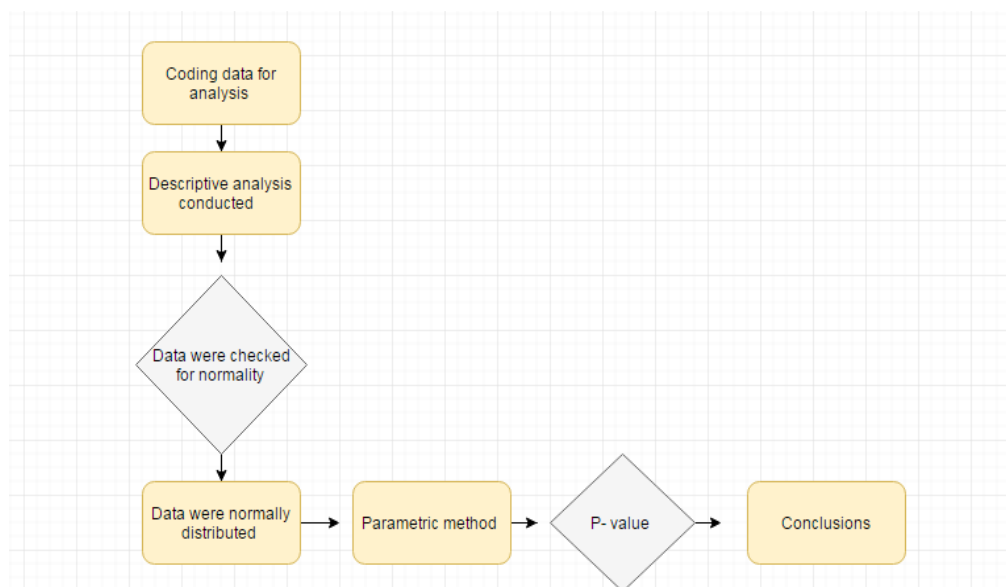 Coding data for
analysis
Descriptive analysis
conducted
Data were checked
for normality
Data were normally
distributed
Parametric method
P- value
Conclusions